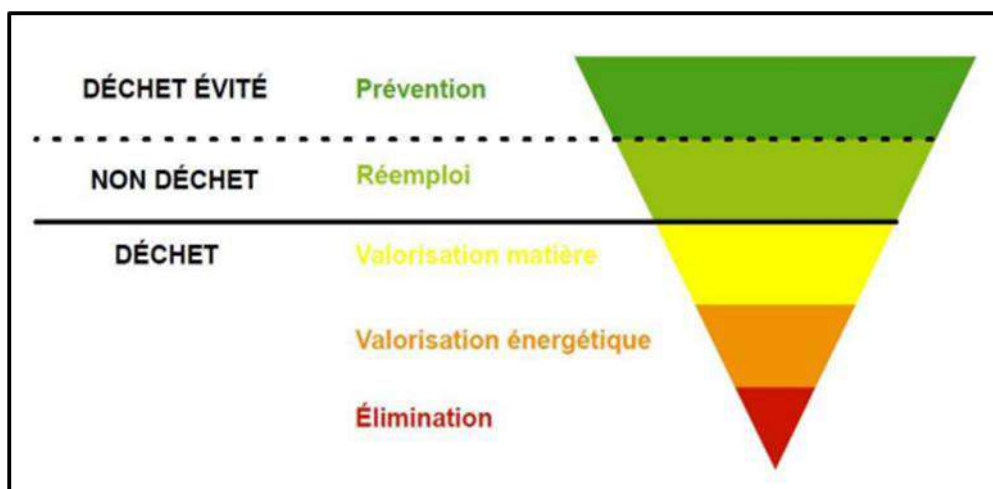 DÉCHET ÉVITÉ Prévention
NON DÉCHET Réemploi
DÉCHET Valorisation matière
Valorisation énergétique
Élimination